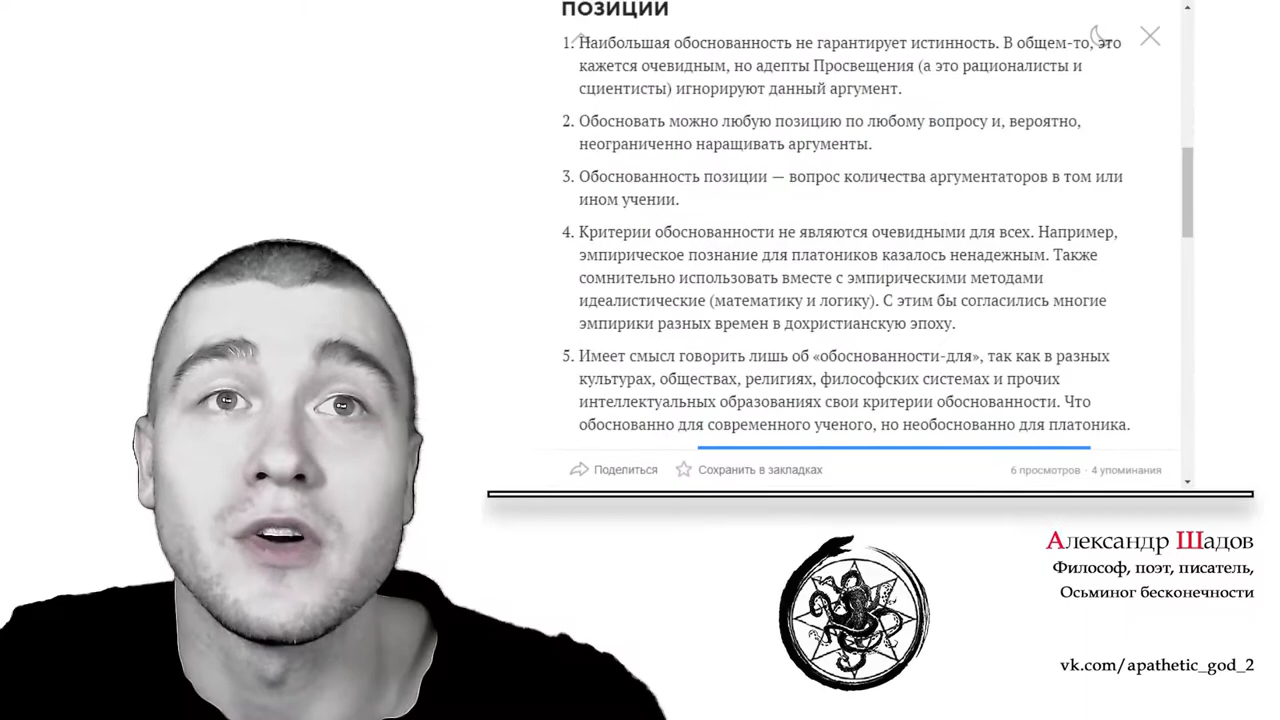 ПОЗИЦИИ
1. Наибольшая обоснованность не гарантирует истинность. В общем-то, это
кажется очевидным, но адепты Просвещения (а это рационалисты и
сциентисты) игнорируют данный аргумент.
2. Обосновать можно любую позицию по любому вопросу и, вероятно,
неограниченно наращивать аргументы.
3. Обоснованность позиции — вопрос количества аргументаторов в том или
ином учении.
4. Критерии обоснованности не являются очевидными для всех. Например,
эмпирическое познание для платоников казалось ненадежным. Также
сомнительно использовать вместе с эмпирическими методами
идеалистические (математику и логику). С этим бы согласились многие
эмпирики разных времен в дохристианскую эпоху.
5. Имеет смысл говорить лишь об «обоснованности-для», так как в разных
культурах, обществах, религиях, философских системах и прочих
интеллектуальных образованиях свои критерии обоснованности. Что
обоснованно для современного ученого, но необоснованно для платоника.
Поделиться Сохранить в закладках 6 просмотров · 4 упоминания
Александр Шадов
Философ, поэт, писатель,
Осьминог бесконечности
vk.com/apathetic_god_2